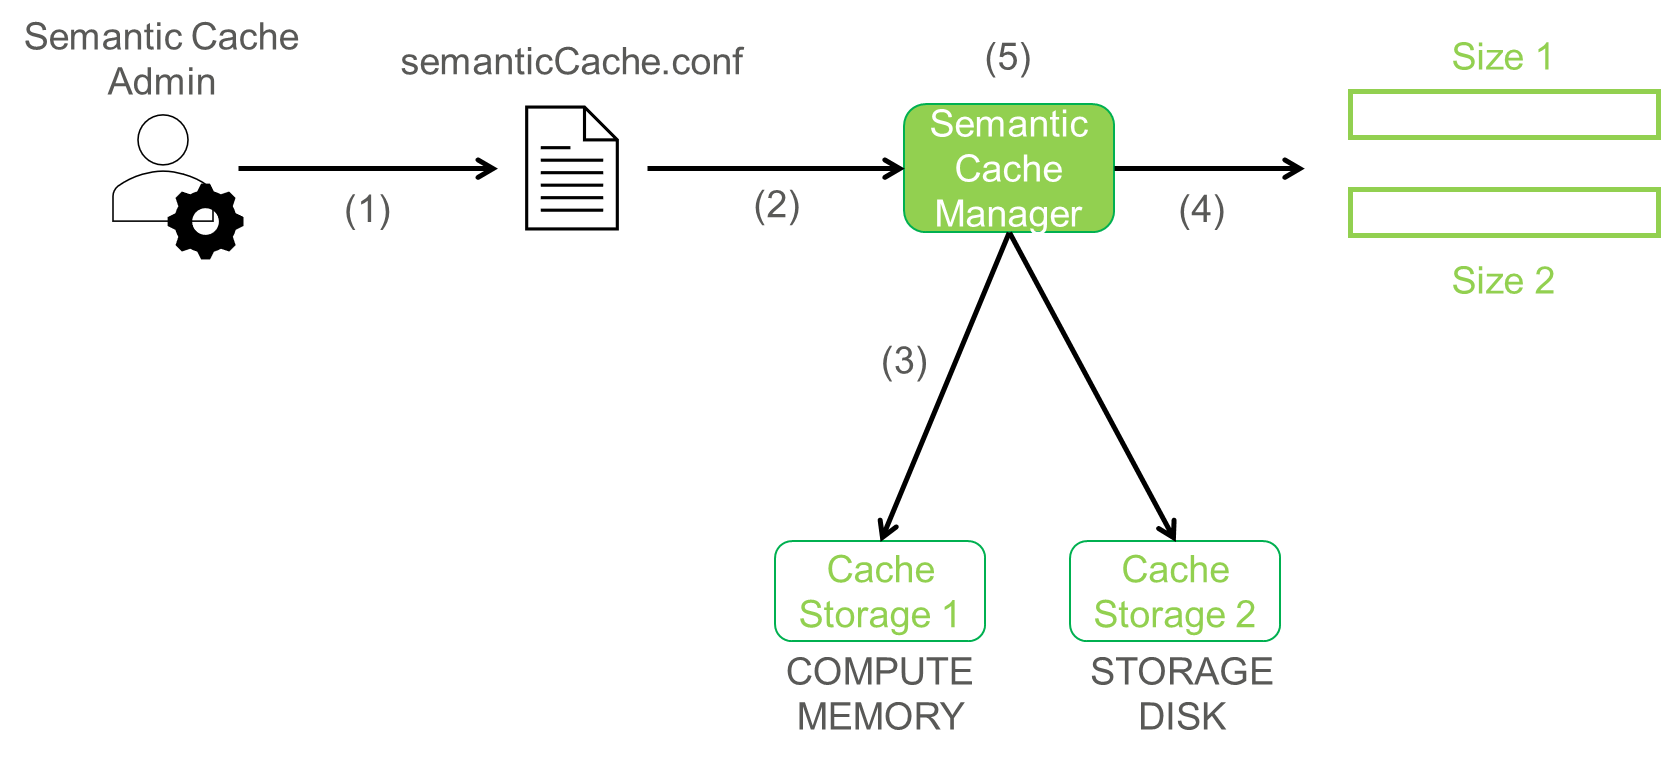 Semantic Cache
Admin
semanticCache.conf
(5)
Size 1
Semantic
Cache
Manager
(1)
(2)
(4)
Size 2
(3)
Cache
Storage 1
Cache
Storage 2
COMPUTE
MEMORY
STORAGE
DISK